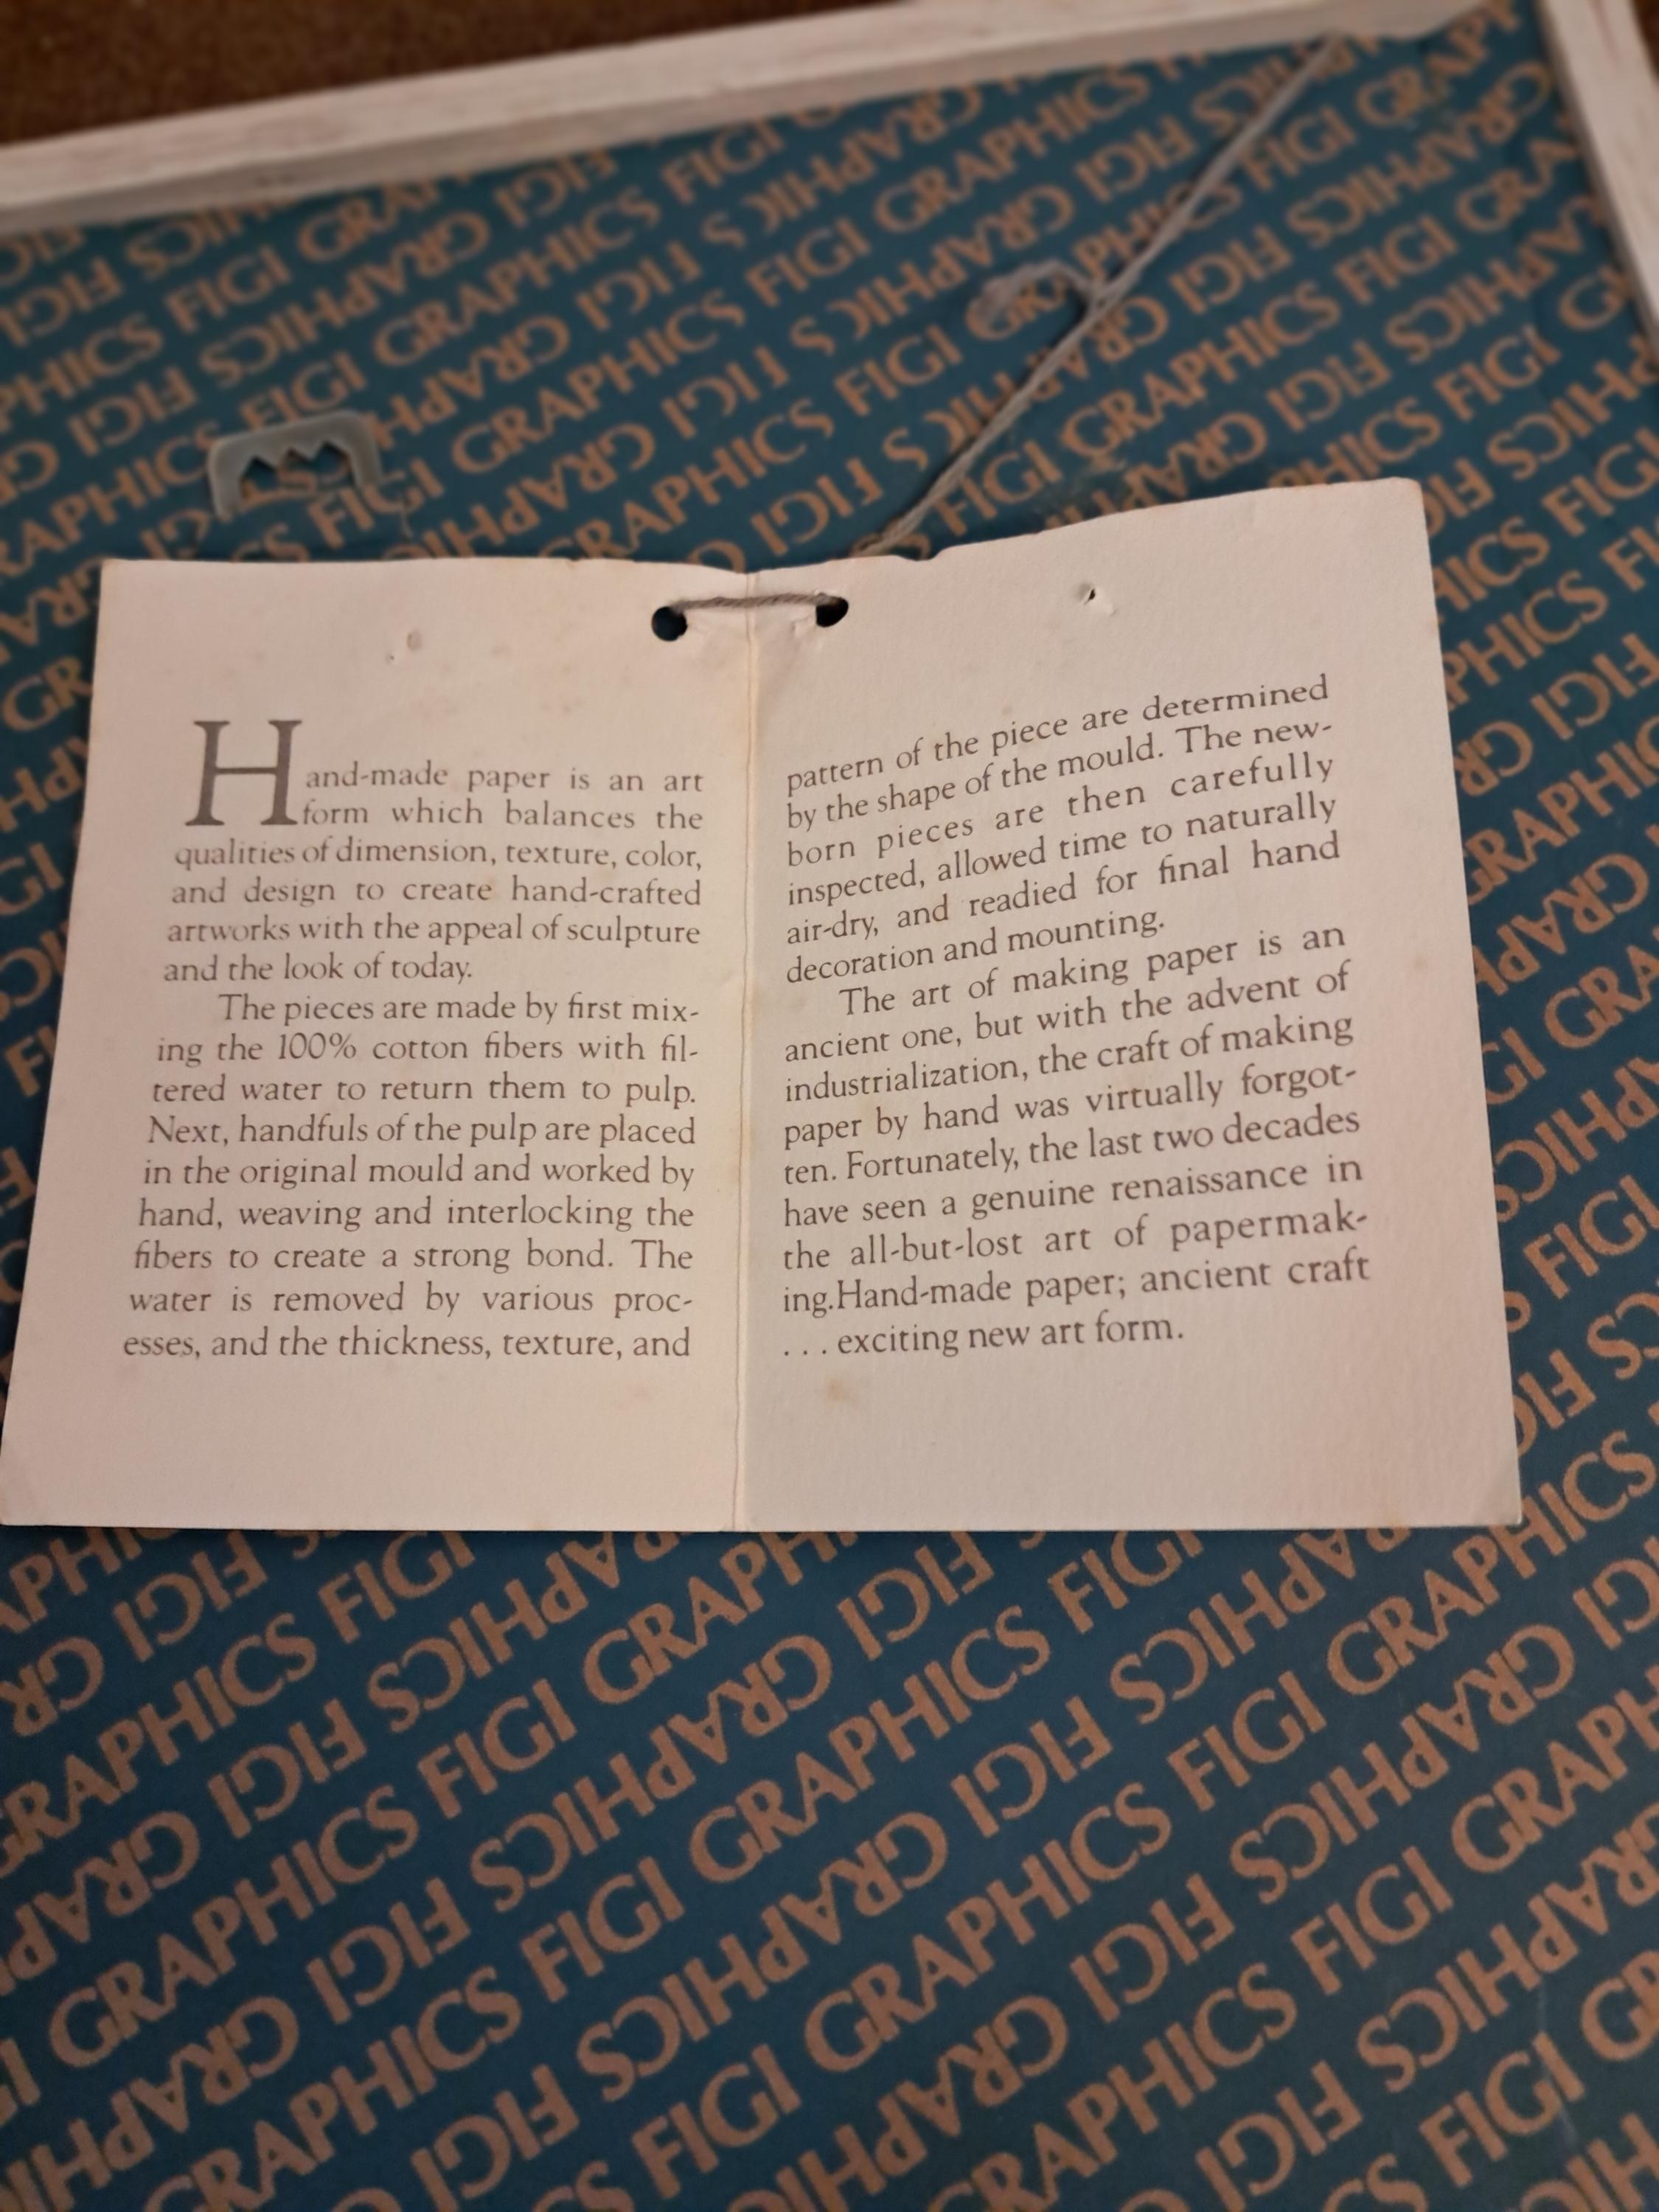 Hand-made paper is an art
form which balances the
qualities of dimension, texture, color,
and design to create hand-crafted
artworks with the appeal of sculpture
and the look of today.
The pieces are made by first mix-
ing the 100% cotton fibers with fil-
tered water to return them to pulp.
Next, handfuls of the pulp are placed
in the original mould and worked by
hand, weaving and interlocking the
fibers to create a strong bond. The
water is removed by various proc-
esses, and the thickness, texture, and
pattern of the piece are determined
by the shape of the mould. The new-
born pieces are then carefully
inspected, allowed time to naturally
air-dry, and readied for final hand
decoration and mounting.
The art of making paper is an
ancient one, but with the advent of
industrialization, the craft of making
paper by hand was virtually forgot-
ten. Fortunately, the last two decades
have seen a genuine renaissance in
the all-but-lost art of papermak-
ing.Hand-made paper; ancient craft
. . . exciting new art form.
FIGI GRAPHICS